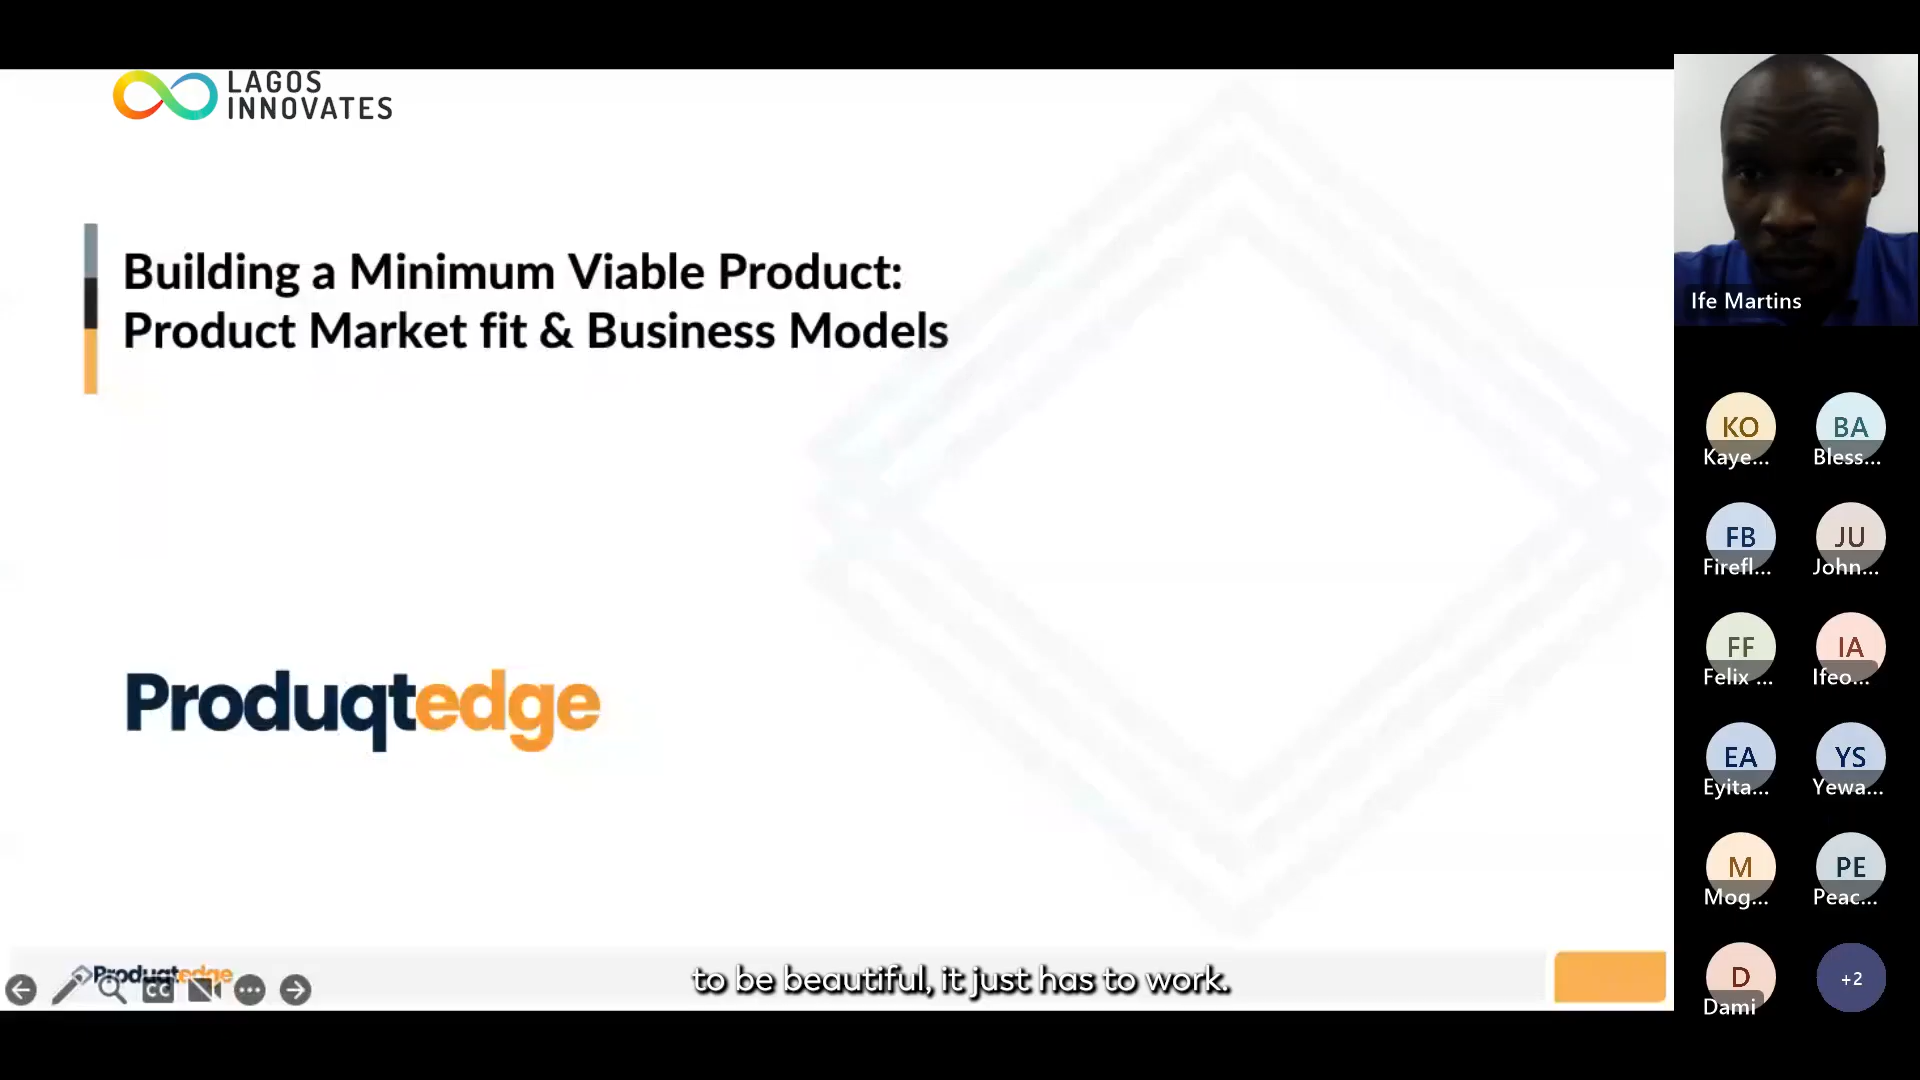 LAGOS
INNOVATES
Building a Minimum Viable Product:
Product Market fit & Business Models
Produqtedge
Produqtedge
CC
to be beautiful, it just has to work.
Ife Martins
KO
Kaye...
BA
Bless...
FB
Firefl...
JU
John...
FF
Felix ...
IA
Ifeo...
EA
Eyita...
YS
Yewa...
M
Mog...
PE
Peac...
D
Dami
+2